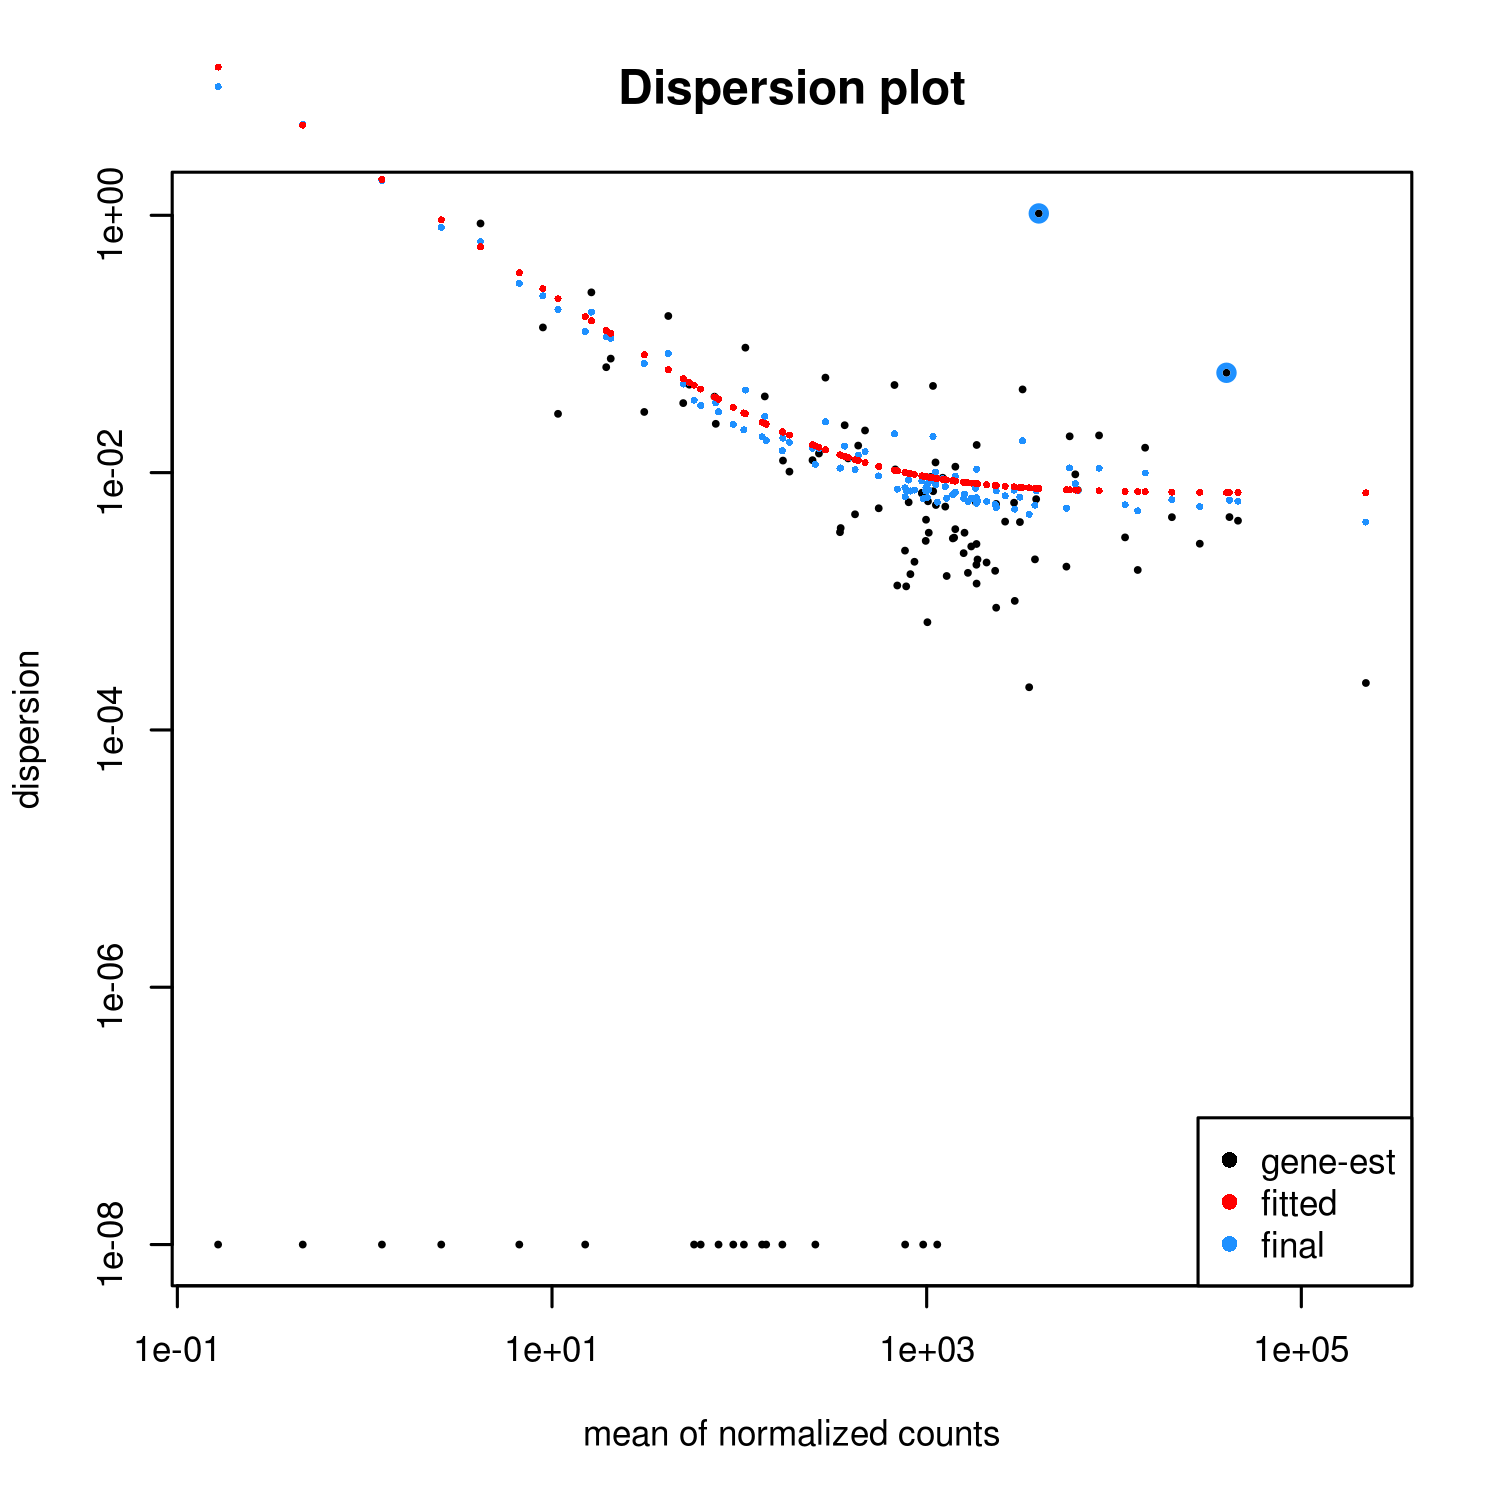 Dispersion plot
1e+00
1e-02
1e-04
1e-06
1e-08
dispersion
gene-est
fitted
final
1e-01
1e+01
1e+03
1e+05
mean of normalized counts